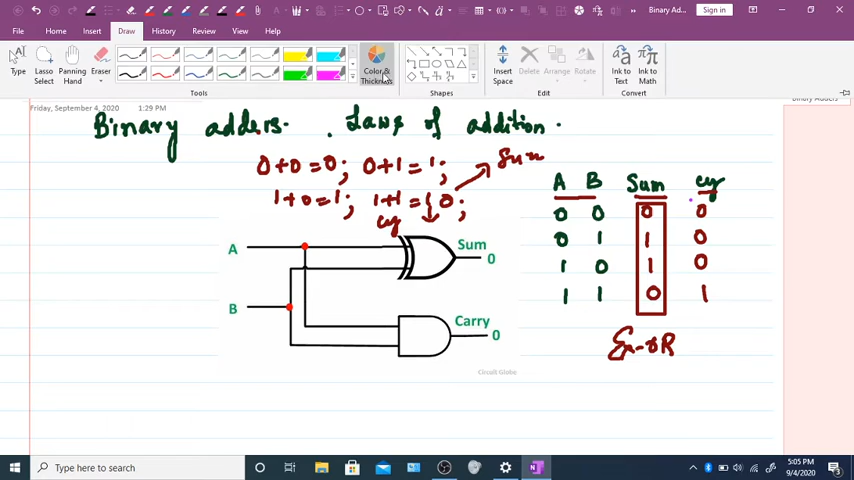 Binary Ad...
Sign in
File
Home
Insert
Draw
History
Review
View
Help
Type
Lasso Select
Panning Hand
Eraser
Color & Thickness
Insert Space
Delete
Arrange
Rotate
Ink to Text
Ink to Math
Tools
Shapes
Edit
Convert
Friday, September 4, 2020 1:29 PM
Binary Adders
Binary adders. . Laws of addition.
0+0=0; 0+1=1; Sum
1+0=1; 1+1=10;
cy
A B Sum cy
0 0 0 0
0 1 1 0
1 0 1 0
1 1 0 1
Ex-OR
A
Sum
0
B
Carry
0
Circuit Globe
Type here to search
5:05 PM
9/4/2020